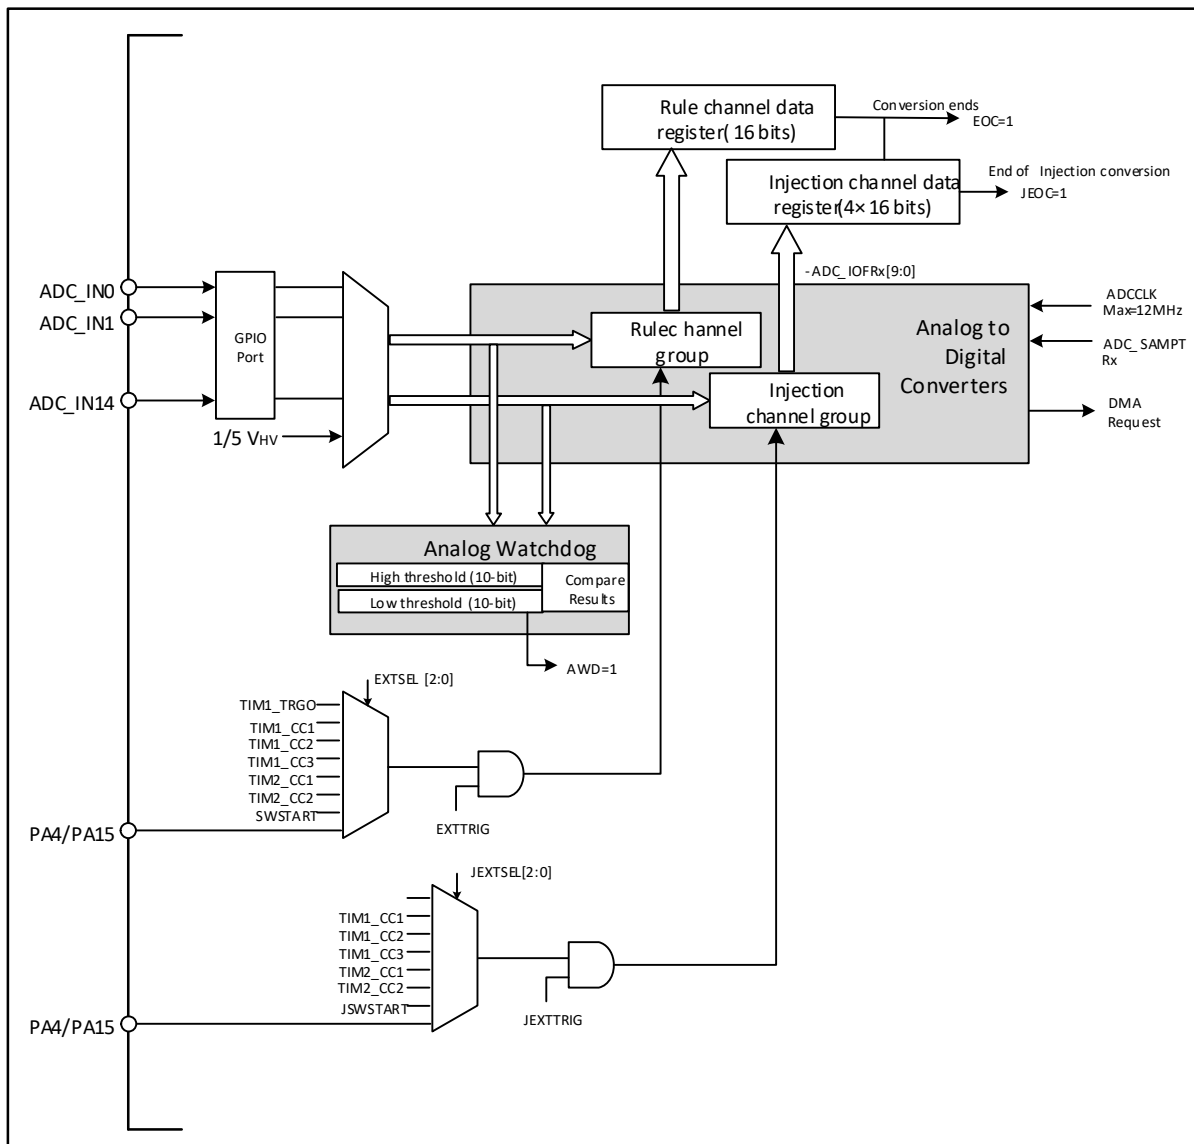 Rule channel data
register( 16 bits)
Conversion ends
EOC=1
Injection channel data
register(4× 16 bits)
End of Injection conversion
JEOC=1
-ADC_IOFRx[9:0]
ADC_IN0
ADC_IN1
ADC_IN14
GPIO
Port
1/5 VHV
Rulec hannel
group
Injection
channel group
Analog to
Digital
Converters
ADCCLK
Max=12MHz
ADC_SAMPT
Rx
DMA
Request
Analog Watchdog
High threshold (10-bit)
Low threshold (10-bit)
Compare
Results
AWD=1
EXTSEL [2:0]
TIM1_TRGO
TIM1_CC1
TIM1_CC2
TIM1_CC3
TIM2_CC1
TIM2_CC2
SWSTART
PA4/PA15
EXTTRIG
JEXTSEL[2:0]
TIM1_CC1
TIM1_CC2
TIM1_CC3
TIM2_CC1
TIM2_CC2
JSWSTART
PA4/PA15
JEXTTRIG